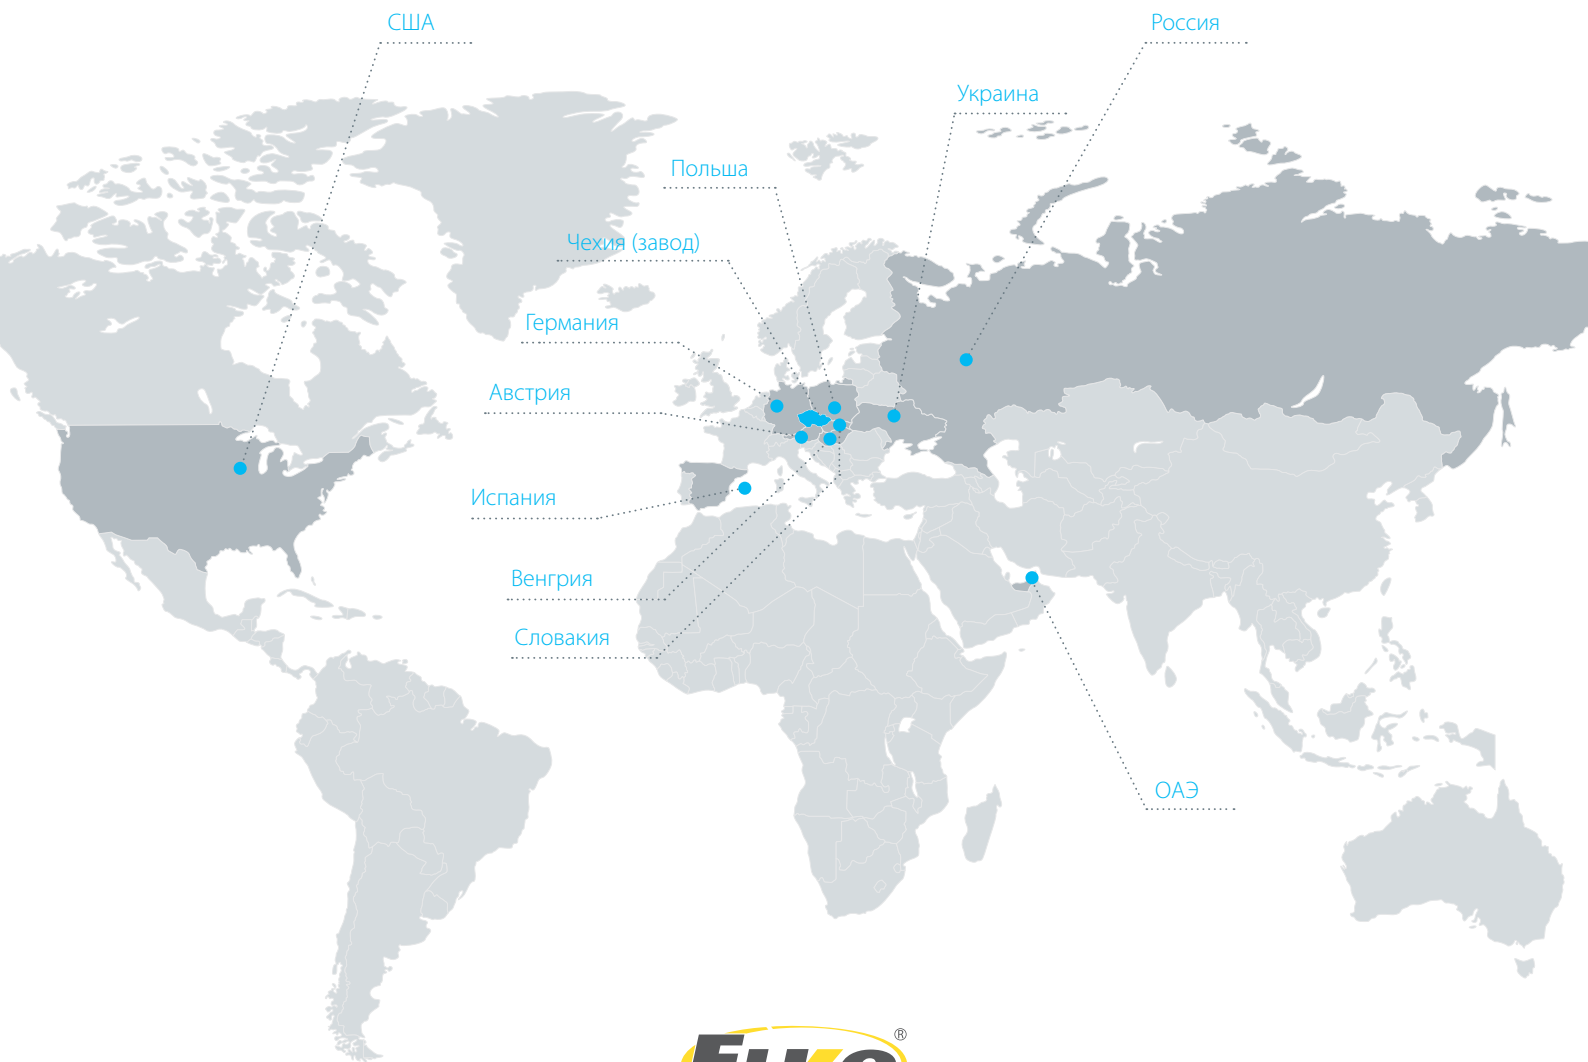 США
Россия
Украина
Польша
Чехия (завод)
Германия
Австрия
Испания
Венгрия
Словакия
ОАЭ
®